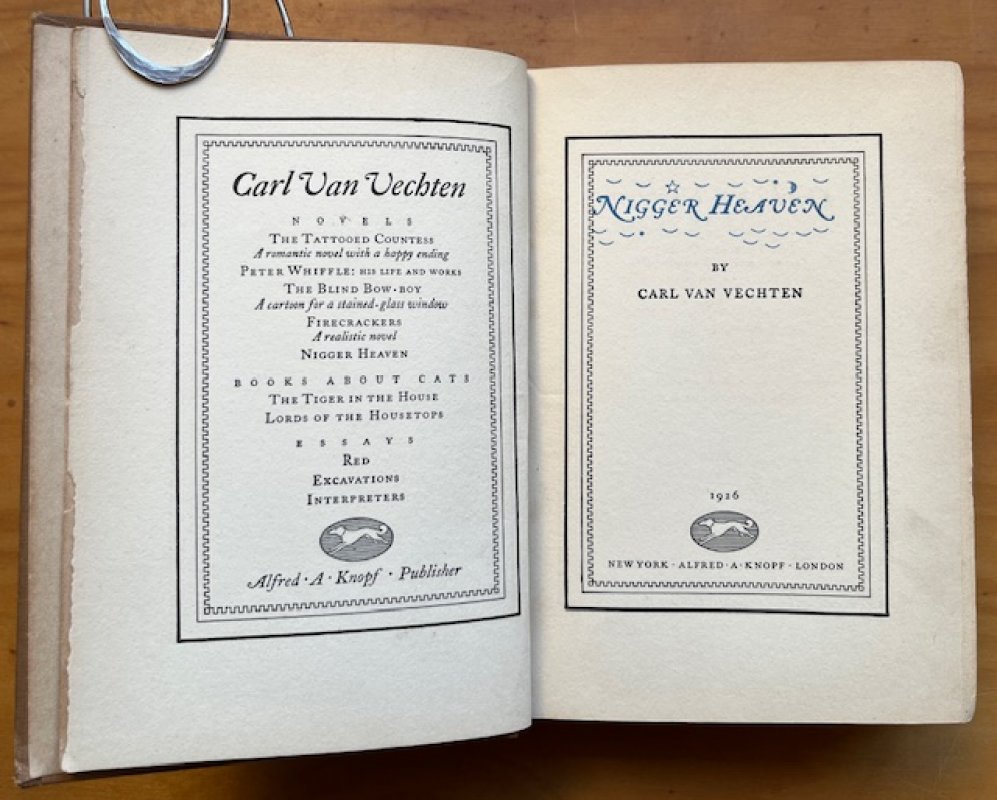 Carl Van Vechten
NOVELS
THE TATTOOED COUNTESS
A romantic novel with a happy ending
PETER WHIFFLE: HIS LIFE AND WORKS
THE BLIND BOW-BOY
A cartoon for a stained-glass window
FIRECRACKERS
A realistic novel
NIGGER HEAVEN
BOOKS ABOUT CATS
THE TIGER IN THE HOUSE
LORDS OF THE HOUSETOPS
ESSAYS
RED
EXCAVATIONS
INTERPRETERS
Alfred · A · Knopf · Publisher
NIGGER HEAVEN
BY
CARL VAN VECHTEN
1926
NEW YORK · ALFRED · A · KNOPF · LONDON